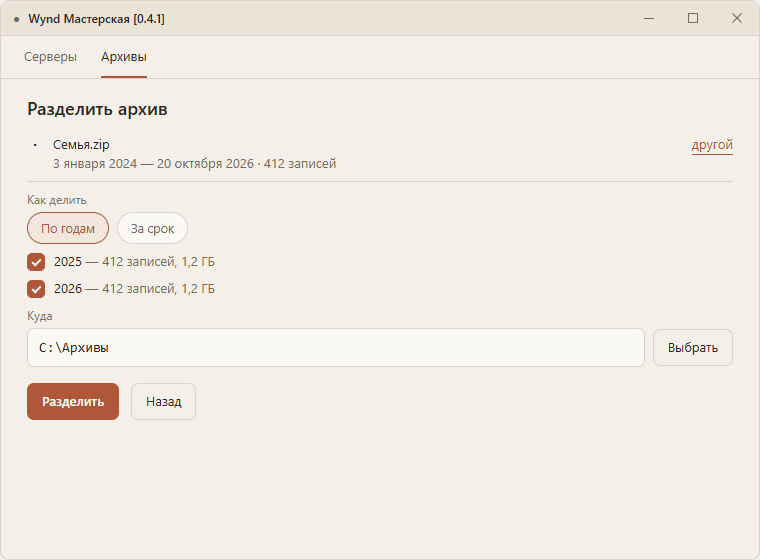 Wynd Мастерская [0.4.1]
Серверы Архивы
Разделить архив
Семья.zip другой
3 января 2024 — 20 октября 2026 · 412 записей
Как делить
По годам За срок
2025 — 412 записей, 1,2 ГБ
2026 — 412 записей, 1,2 ГБ
Куда
C:\Архивы Выбрать
Разделить Назад